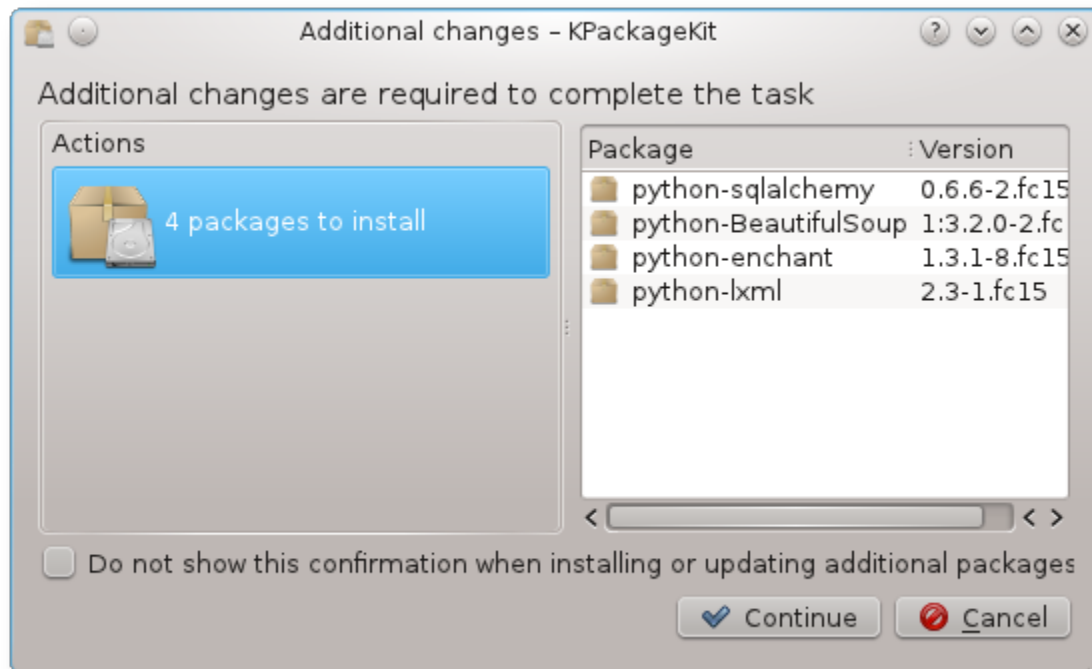 Additional changes – KPackageKit
Additional changes are required to complete the task
Actions
4 packages to install
Package Version
python-sqlalchemy 0.6.6-2.fc15
python-BeautifulSoup 1:3.2.0-2.fc
python-enchant 1.3.1-8.fc15
python-lxml 2.3-1.fc15
Do not show this confirmation when installing or updating additional packages
Continue Cancel